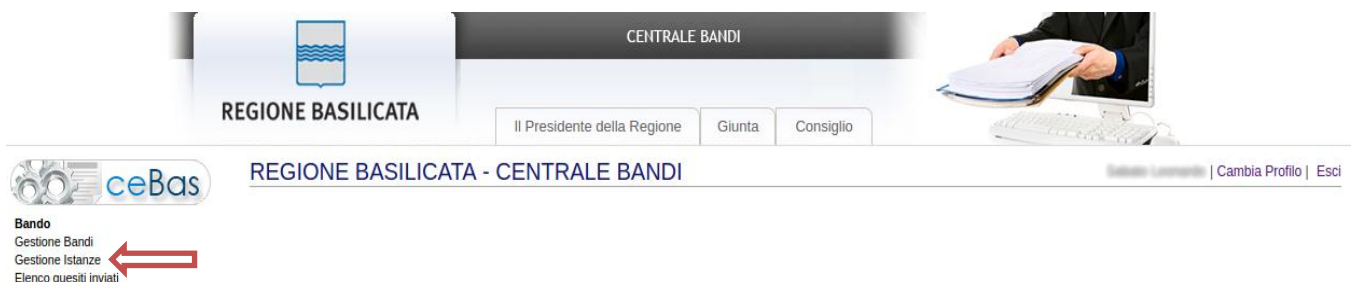 CENTRALE BANDI
REGIONE BASILICATA
Il Presidente della Regione Giunta Consiglio
ceBas
REGIONE BASILICATA - CENTRALE BANDI
| Cambia Profilo | Esci
Bando
Gestione Bandi
Gestione Istanze
Elenco quesiti inviati